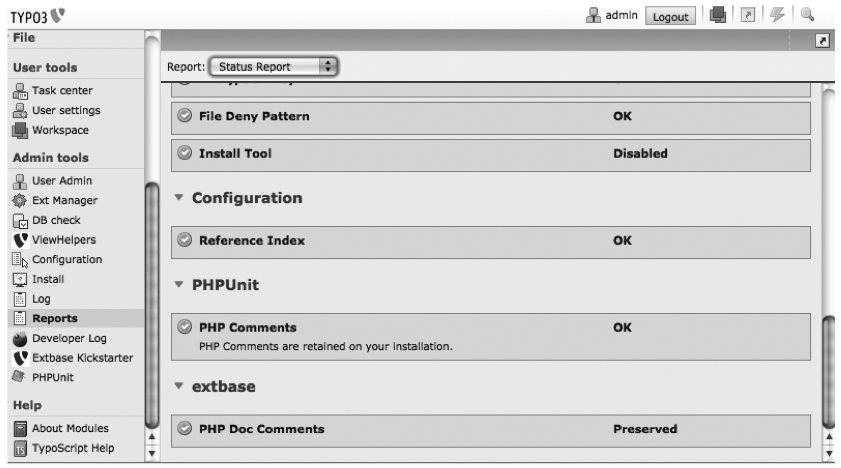 TYPO3
admin Logout
File
User tools
Task center
User settings
Workspace
Admin tools
User Admin
Ext Manager
DB check
ViewHelpers
Configuration
Install
Log
Reports
Developer Log
Extbase Kickstarter
PHPUnit
Help
About Modules
TS
TypoScript Help
Report: Status Report
File Deny Pattern OK
Install Tool Disabled
Configuration
Reference Index OK
PHPUnit
PHP Comments OK
PHP Comments are retained on your installation.
extbase
PHP Doc Comments Preserved